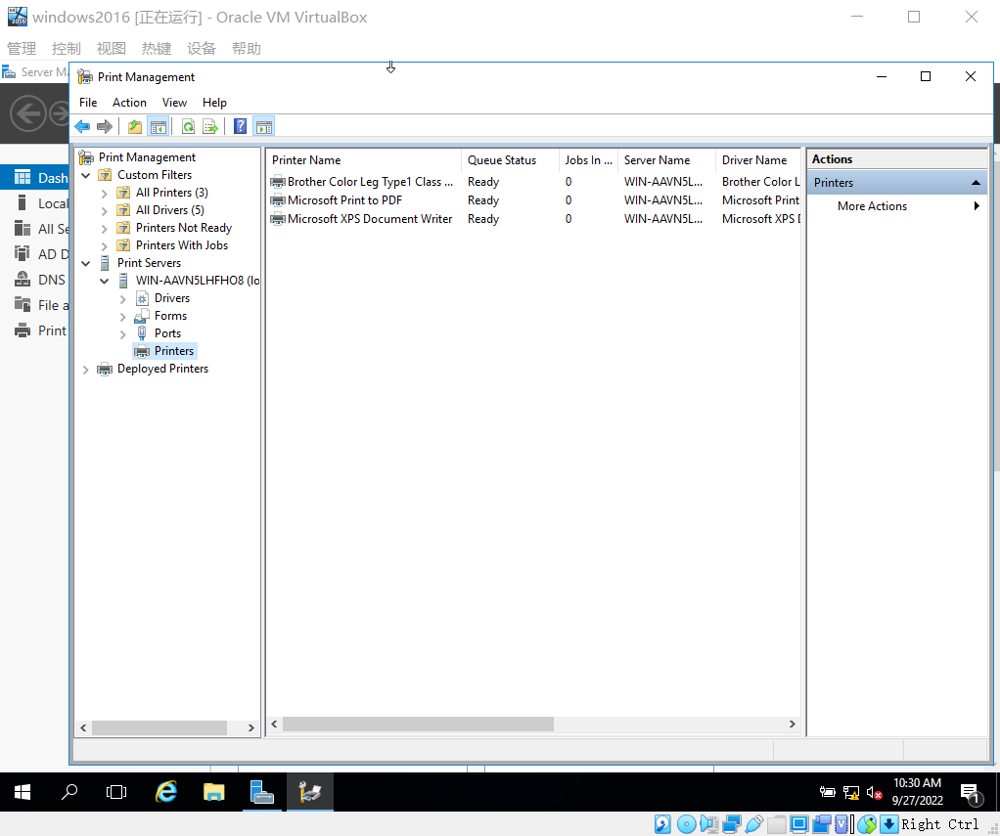 windows2016 [正在运行] - Oracle VM VirtualBox
管理 控制 视图 热键 设备 帮助
Server Ma
Print Management
File Action View Help
Print Management
Custom Filters
All Printers (3)
All Drivers (5)
Printers Not Ready
Printers With Jobs
Print Servers
WIN-AAVN5LHFHO8 (lo
Drivers
Forms
Ports
Printers
Deployed Printers
Printer Name Queue Status Jobs In ... Server Name Driver Name
Brother Color Leg Type1 Class ... Ready 0 WIN-AAVN5L... Brother Color L
Microsoft Print to PDF Ready 0 WIN-AAVN5L... Microsoft Print
Microsoft XPS Document Writer Ready 0 WIN-AAVN5L... Microsoft XPS D
Actions
Printers
More Actions
Dash
Local
All Se
AD D
DNS
File a
Print
10:30 AM
9/27/2022
1
Right Ctrl